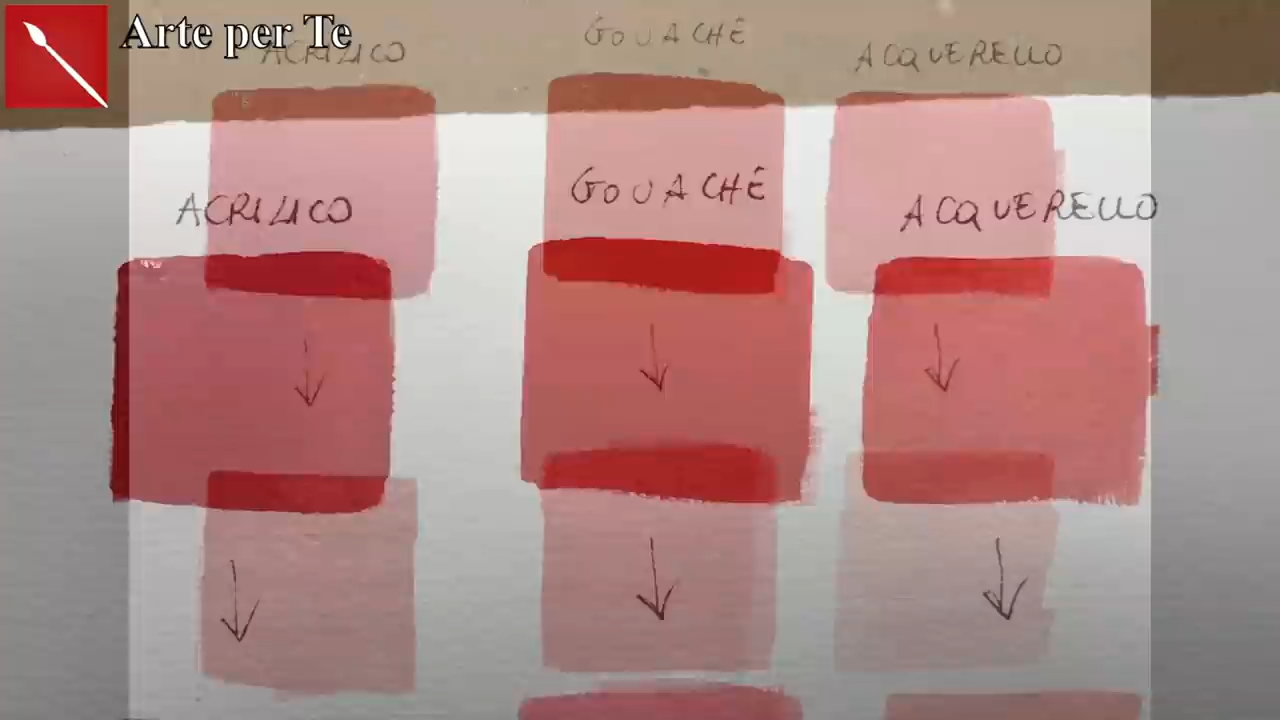 Arte per Te
ACRILICO
GOUACHE
ACQUERELLO
ACRILICO
GOUACHE
ACQUERELLO